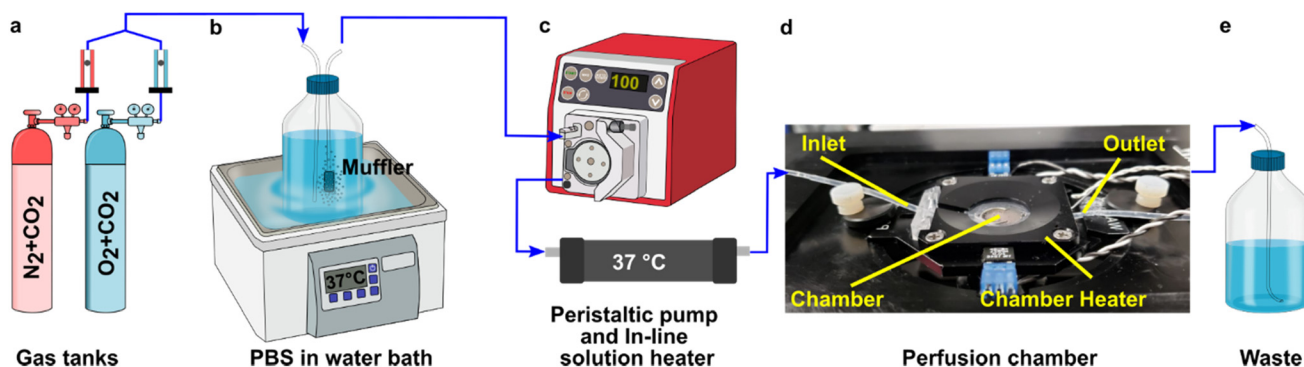 a
b
c
d
e
N₂+CO₂
O₂+CO₂
Muffler
37°C
100
37 °C
Inlet
Outlet
Chamber
Chamber Heater
Gas tanks
PBS in water bath
Peristaltic pump
and In-line
solution heater
Perfusion chamber
Waste